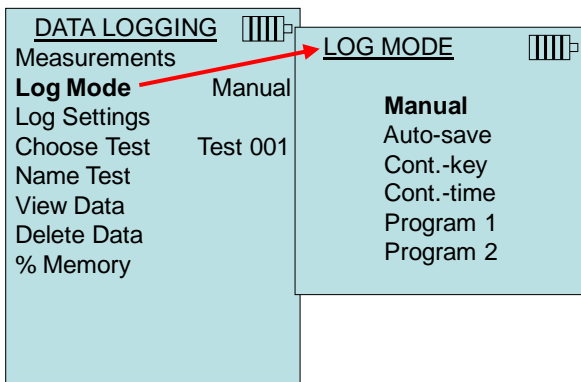 DATA LOGGING
Measurements
Log Mode Manual
Log Settings
Choose Test Test 001
Name Test
View Data
Delete Data
% Memory
LOG MODE
Manual
Auto-save
Cont.-key
Cont.-time
Program 1
Program 2